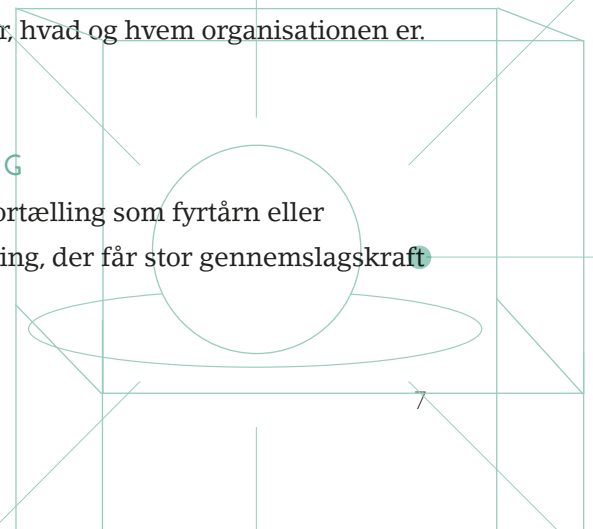 r, hvad og hvem organisationen er.
G
ortælling som fyrtårn eller
ing, der får stor gennemslagskraft
7